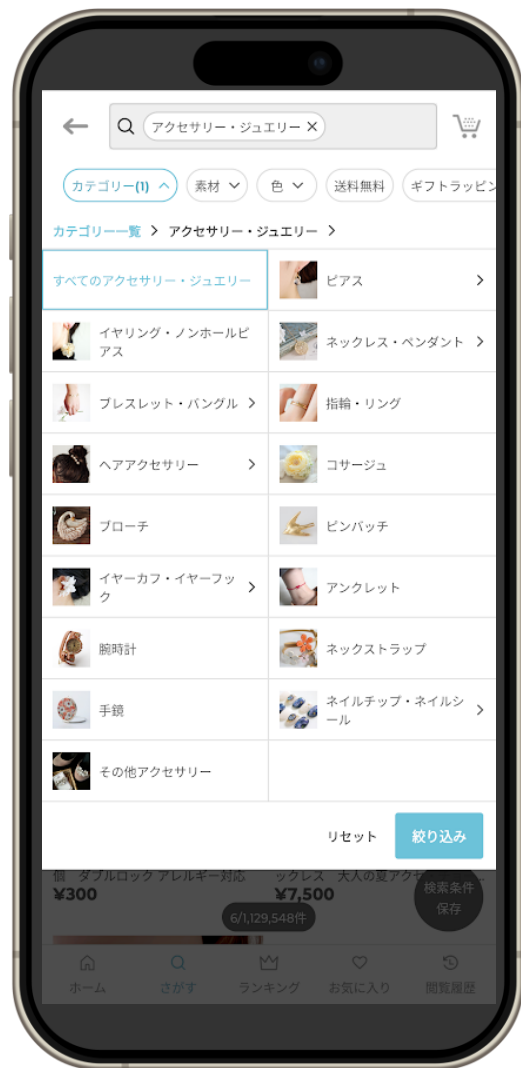 アクセサリー・ジュエリー ×
カテゴリー(1)
素材
色
送料無料
ギフトラッピン
カテゴリー一覧 > アクセサリー・ジュエリー >
すべてのアクセサリー・ジュエリー
ピアス
イヤリング・ノンホールピ
アス
ネックレス・ペンダント
ブレスレット・バングル
指輪・リング
ヘアアクセサリー
コサージュ
ブローチ
ピンバッチ
イヤーカフ・イヤーフッ
ク
アンクレット
腕時計
ネックストラップ
手鏡
ネイルチップ・ネイルシ
ール
その他アクセサリー
リセット
絞り込み
個 ダブルロック アレルギー対応
¥300
ックレス 大人の夏アクセ
¥7,500
検索条件
保存
6/1,129,548件
ホーム
さがす
ランキング
お気に入り
閲覧履歴